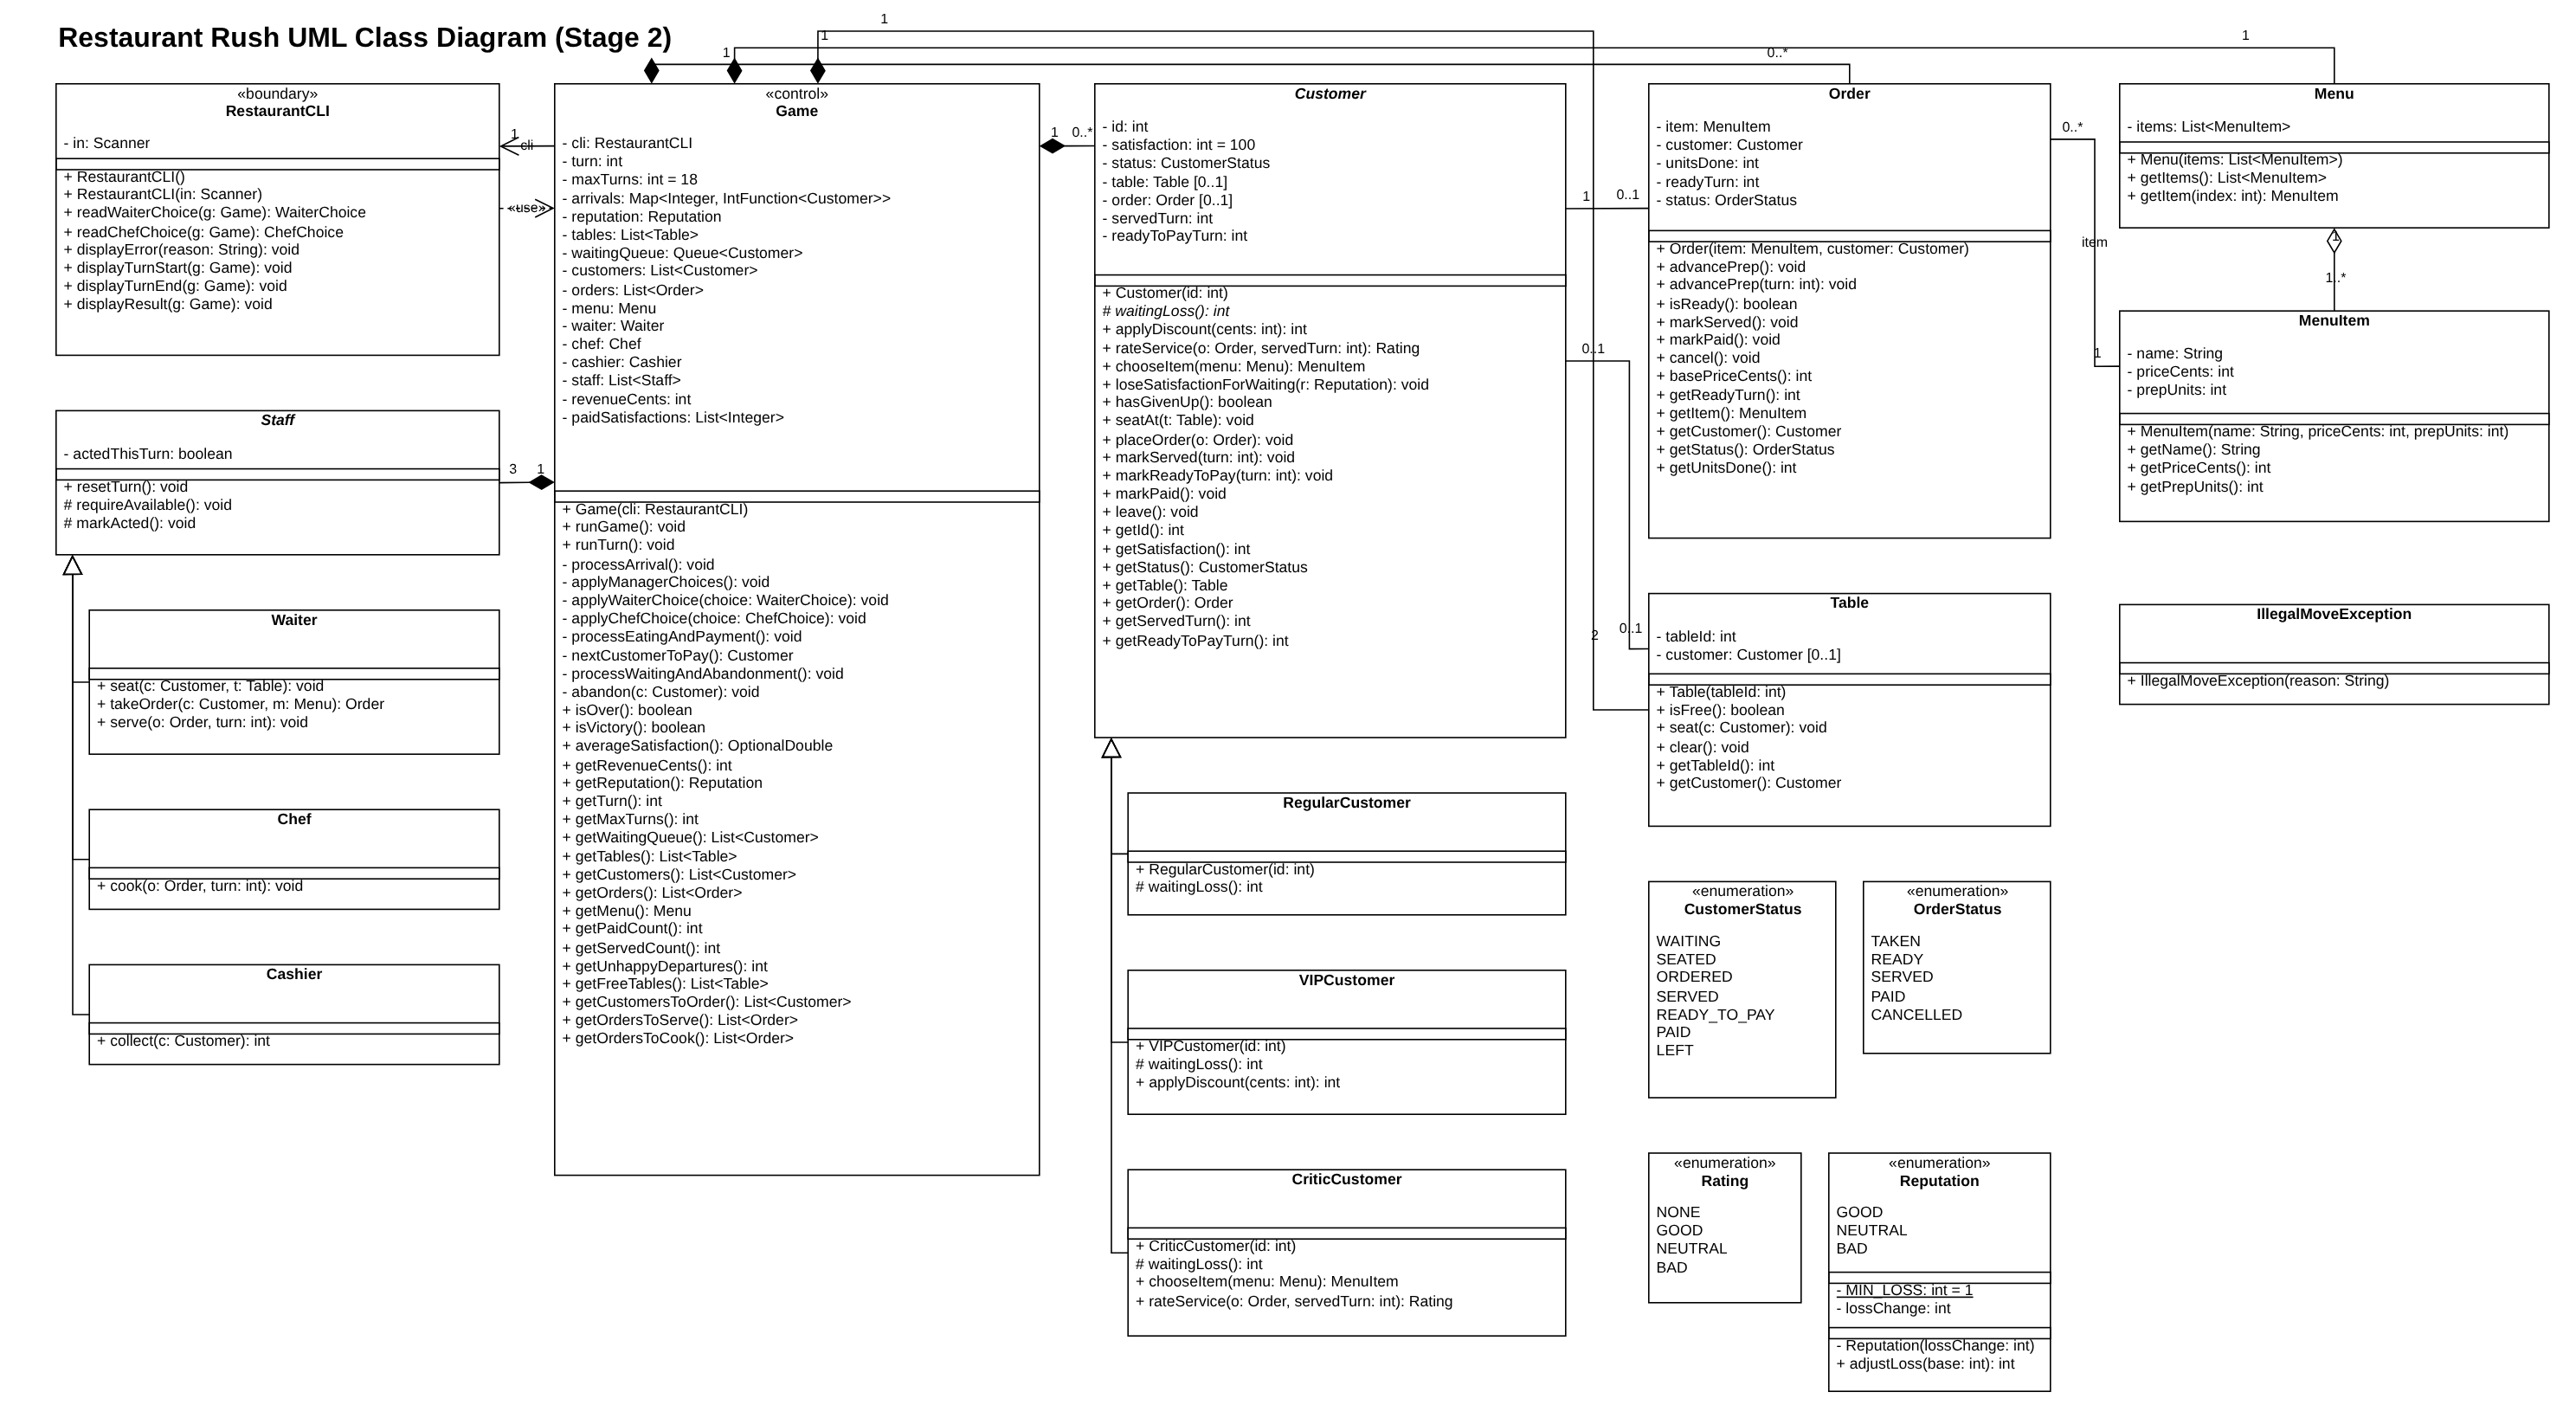 Restaurant Rush UML Class Diagram (Stage 2)
1
1
1
1
0..*
«boundary»
RestaurantCLI
- in: Scanner
+ RestaurantCLI()
+ RestaurantCLI(in: Scanner)
+ readWaiterChoice(g: Game): WaiterChoice
+ readChefChoice(g: Game): ChefChoice
+ displayError(reason: String): void
+ displayTurnStart(g: Game): void
+ displayTurnEnd(g: Game): void
+ displayResult(g: Game): void
1
cli
«use»
Staff
- actedThisTurn: boolean
+ resetTurn(): void
# requireAvailable(): void
# markActed(): void
3
1
Waiter
+ seat(c: Customer, t: Table): void
+ takeOrder(c: Customer, m: Menu): Order
+ serve(o: Order, turn: int): void
Chef
+ cook(o: Order, turn: int): void
Cashier
+ collect(c: Customer): int
«control»
Game
- cli: RestaurantCLI
- turn: int
- maxTurns: int = 18
- arrivals: Map<Integer, IntFunction<Customer>>
- reputation: Reputation
- tables: List<Table>
- waitingQueue: Queue<Customer>
- customers: List<Customer>
- orders: List<Order>
- menu: Menu
- waiter: Waiter
- chef: Chef
- cashier: Cashier
- staff: List<Staff>
- revenueCents: int
- paidSatisfactions: List<Integer>
+ Game(cli: RestaurantCLI)
+ runGame(): void
+ runTurn(): void
- processArrival(): void
- applyManagerChoices(): void
- applyWaiterChoice(choice: WaiterChoice): void
- applyChefChoice(choice: ChefChoice): void
- processEatingAndPayment(): void
- nextCustomerToPay(): Customer
- processWaitingAndAbandonment(): void
- abandon(c: Customer): void
+ isOver(): boolean
+ isVictory(): boolean
+ averageSatisfaction(): OptionalDouble
+ getRevenueCents(): int
+ getReputation(): Reputation
+ getTurn(): int
+ getMaxTurns(): int
+ getWaitingQueue(): List<Customer>
+ getTables(): List<Table>
+ getCustomers(): List<Customer>
+ getOrders(): List<Order>
+ getMenu(): Menu
+ getPaidCount(): int
+ getServedCount(): int
+ getUnhappyDepartures(): int
+ getFreeTables(): List<Table>
+ getCustomersToOrder(): List<Customer>
+ getOrdersToServe(): List<Order>
+ getOrdersToCook(): List<Order>
1
0..*
Customer
- id: int
- satisfaction: int = 100
- status: CustomerStatus
- table: Table [0..1]
- order: Order [0..1]
- servedTurn: int
- readyToPayTurn: int
+ Customer(id: int)
# waitingLoss(): int
+ applyDiscount(cents: int): int
+ rateService(o: Order, servedTurn: int): Rating
+ chooseItem(menu: Menu): MenuItem
+ loseSatisfactionForWaiting(r: Reputation): void
+ hasGivenUp(): boolean
+ seatAt(t: Table): void
+ placeOrder(o: Order): void
+ markServed(turn: int): void
+ markReadyToPay(turn: int): void
+ markPaid(): void
+ leave(): void
+ getId(): int
+ getSatisfaction(): int
+ getStatus(): CustomerStatus
+ getTable(): Table
+ getOrder(): Order
+ getServedTurn(): int
+ getReadyToPayTurn(): int
1
0..1
0..1
0..1
2
RegularCustomer
+ RegularCustomer(id: int)
# waitingLoss(): int
VIPCustomer
+ VIPCustomer(id: int)
# waitingLoss(): int
+ applyDiscount(cents: int): int
CriticCustomer
+ CriticCustomer(id: int)
# waitingLoss(): int
+ chooseItem(menu: Menu): MenuItem
+ rateService(o: Order, servedTurn: int): Rating
Order
- item: MenuItem
- customer: Customer
- unitsDone: int
- readyTurn: int
- status: OrderStatus
+ Order(item: MenuItem, customer: Customer)
+ advancePrep(): void
+ advancePrep(turn: int): void
+ isReady(): boolean
+ markServed(): void
+ markPaid(): void
+ cancel(): void
+ basePriceCents(): int
+ getReadyTurn(): int
+ getItem(): MenuItem
+ getCustomer(): Customer
+ getStatus(): OrderStatus
+ getUnitsDone(): int
0..*
item
1
Table
- tableId: int
- customer: Customer [0..1]
+ Table(tableId: int)
+ isFree(): boolean
+ seat(c: Customer): void
+ clear(): void
+ getTableId(): int
+ getCustomer(): Customer
«enumeration»
CustomerStatus
WAITING
SEATED
ORDERED
SERVED
READY_TO_PAY
PAID
LEFT
«enumeration»
OrderStatus
TAKEN
READY
SERVED
PAID
CANCELLED
«enumeration»
Rating
NONE
GOOD
NEUTRAL
BAD
«enumeration»
Reputation
GOOD
NEUTRAL
BAD
- MIN_LOSS: int = 1
- lossChange: int
- Reputation(lossChange: int)
+ adjustLoss(base: int): int
Menu
- items: List<MenuItem>
+ Menu(items: List<MenuItem>)
+ getItems(): List<MenuItem>
+ getItem(index: int): MenuItem
1
1..*
MenuItem
- name: String
- priceCents: int
- prepUnits: int
+ MenuItem(name: String, priceCents: int, prepUnits: int)
+ getName(): String
+ getPriceCents(): int
+ getPrepUnits(): int
IllegalMoveException
+ IllegalMoveException(reason: String)